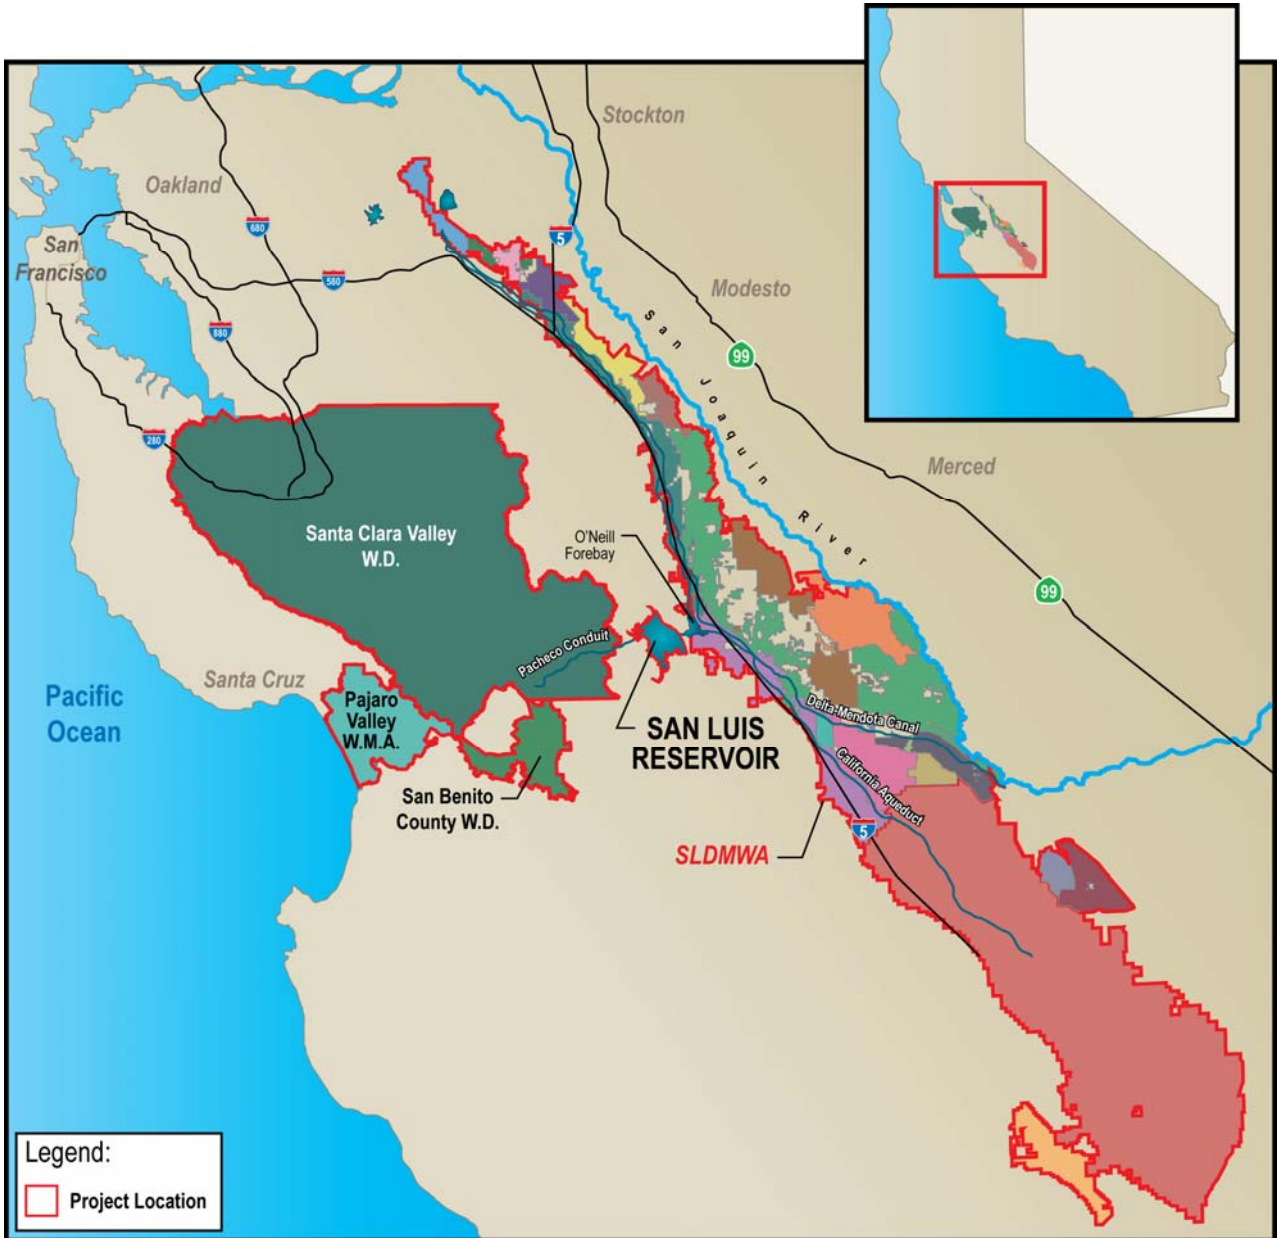 Stockton
Oakland
680
5
San
Francisco
580
Modesto
880
San Joaquin River
99
280
Merced
Santa Clara Valley
W.D.
O'Neill
Forebay
99
Pacheco Conduit
Santa Cruz
Pacific
Ocean
Pajaro
Valley
W.M.A.
SAN LUIS
RESERVOIR
Delta-Mendota Canal
California Aqueduct
San Benito
County W.D.
5
SLDMWA
Legend:
Project Location